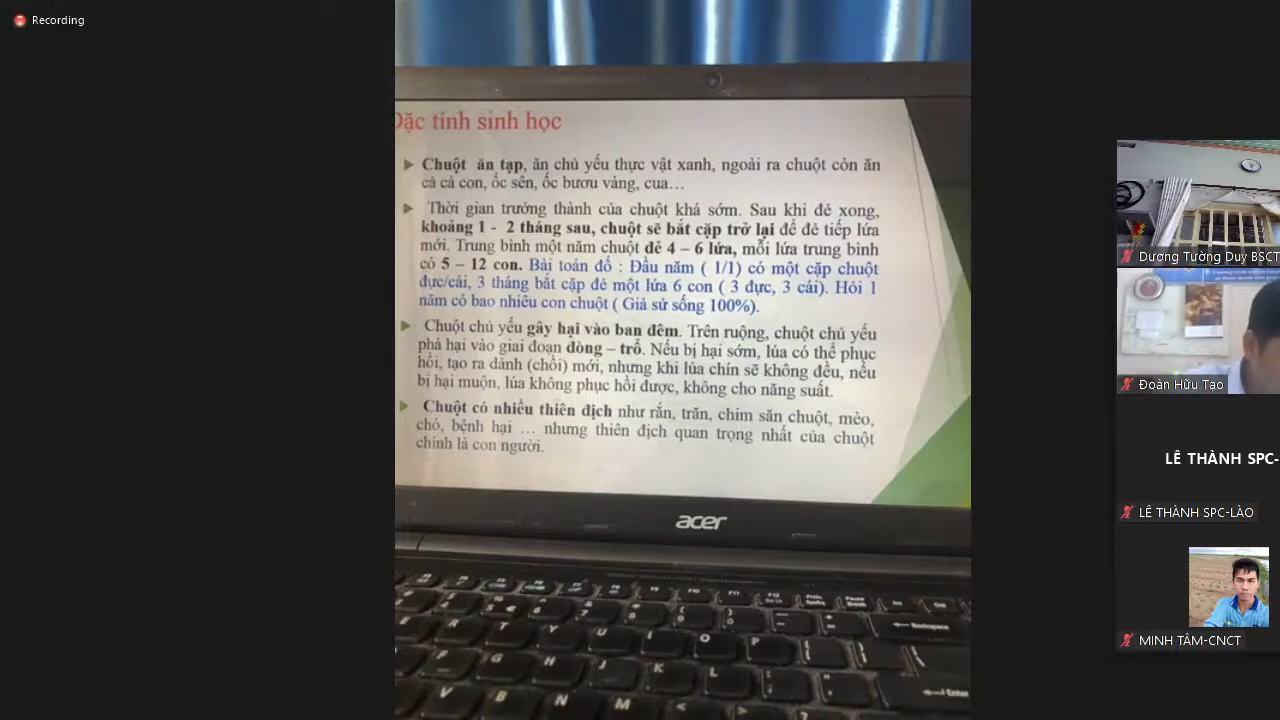 Recording
Đặc tính sinh học
Chuột ăn tạp, ăn chủ yếu thực vật xanh, ngoài ra chuột còn ăn
cả cá con, ốc sên, ốc bươu vàng, cua…
Thời gian trưởng thành của chuột khá sớm. Sau khi đẻ xong,
khoảng 1 - 2 tháng sau, chuột sẽ bắt cặp trở lại để đẻ tiếp lứa
mới. Trung bình một năm chuột đẻ 4 – 6 lứa, mỗi lứa trung bình
có 5 – 12 con. Bài toán đố : Đầu năm ( 1/1) có một cặp chuột
đực/cái, 3 tháng bắt cặp đẻ một lứa 6 con ( 3 đực, 3 cái). Hỏi 1
năm có bao nhiêu con chuột ( Giả sử sống 100%).
Chuột chủ yếu gây hại vào ban đêm. Trên ruộng, chuột chủ yếu
phá hại vào giai đoạn đòng – trổ. Nếu bị hại sớm, lúa có thể phục
hồi, tạo ra dảnh (chồi) mới, nhưng khi lúa chín sẽ không đều, nếu
bị hại muộn, lúa không phục hồi được, không cho năng suất.
Chuột có nhiều thiên địch như rắn, trăn, chim săn chuột, mèo,
chó, bệnh hại … nhưng thiên địch quan trọng nhất của chuột
chính là con người.
acer
Backspace
Enter
Dương Tường Duy BSCT
Đoàn Hữu Tạo
LÊ THÀNH SPC-
LÊ THÀNH SPC-LÀO
MINH TÂM-CNCT